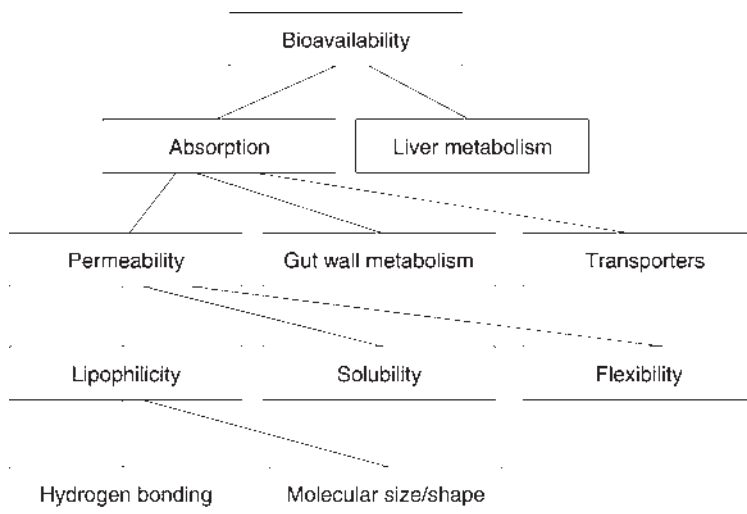 Bioavailability
Absorption
Liver metabolism
Permeability
Gut wall metabolism
Transporters
Lipophilicity
Solubility
Flexibility
Hydrogen bonding
Molecular size/shape